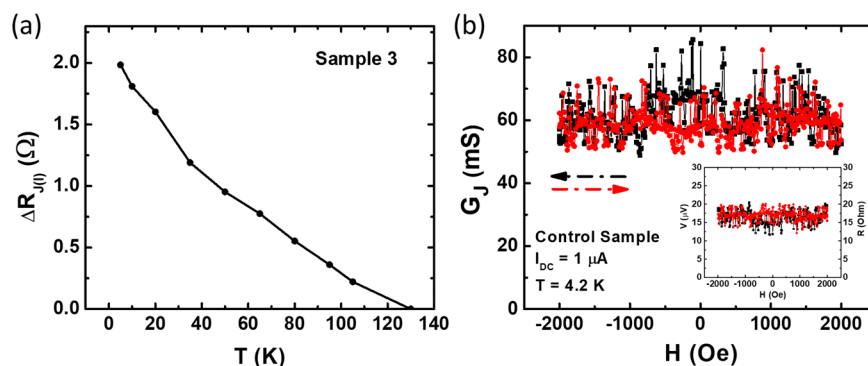 (a)
Sample 3
2.0
1.5
1.0
0.5
0.0
ΔR_J(I) (Ω)
0 20 40 60 80 100 120 140
T (K)
(b)
80
60
40
20
0
G_J (mS)
Control Sample
I_DC = 1 μA
T = 4.2 K
-2000 -1000 0 1000 2000
H (Oe)
30
25
20
15
10
5
0
V (μV)
30
25
20
15
10
5
0
R (Ohm)
-2000 -1000 0 1000 2000
H (Oe)